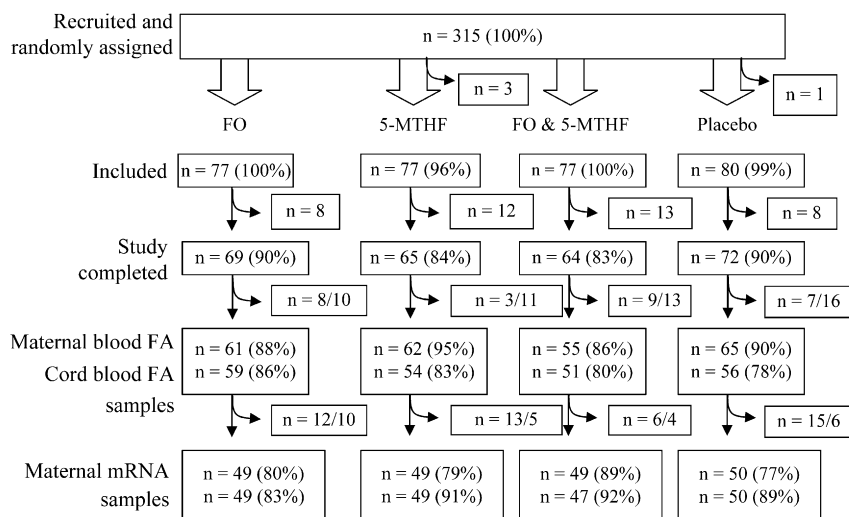 Recruited and
randomly assigned
n = 315 (100%)
n = 3
n = 1
FO
5-MTHF
FO & 5-MTHF
Placebo
Included
n = 77 (100%)
n = 77 (96%)
n = 77 (100%)
n = 80 (99%)
n = 8
n = 12
n = 13
n = 8
Study
completed
n = 69 (90%)
n = 65 (84%)
n = 64 (83%)
n = 72 (90%)
n = 8/10
n = 3/11
n = 9/13
n = 7/16
Maternal blood FA
Cord blood FA
samples
n = 61 (88%)
n = 59 (86%)
n = 62 (95%)
n = 54 (83%)
n = 55 (86%)
n = 51 (80%)
n = 65 (90%)
n = 56 (78%)
n = 12/10
n = 13/5
n = 6/4
n = 15/6
Maternal mRNA
samples
n = 49 (80%)
n = 49 (83%)
n = 49 (79%)
n = 49 (91%)
n = 49 (89%)
n = 47 (92%)
n = 50 (77%)
n = 50 (89%)